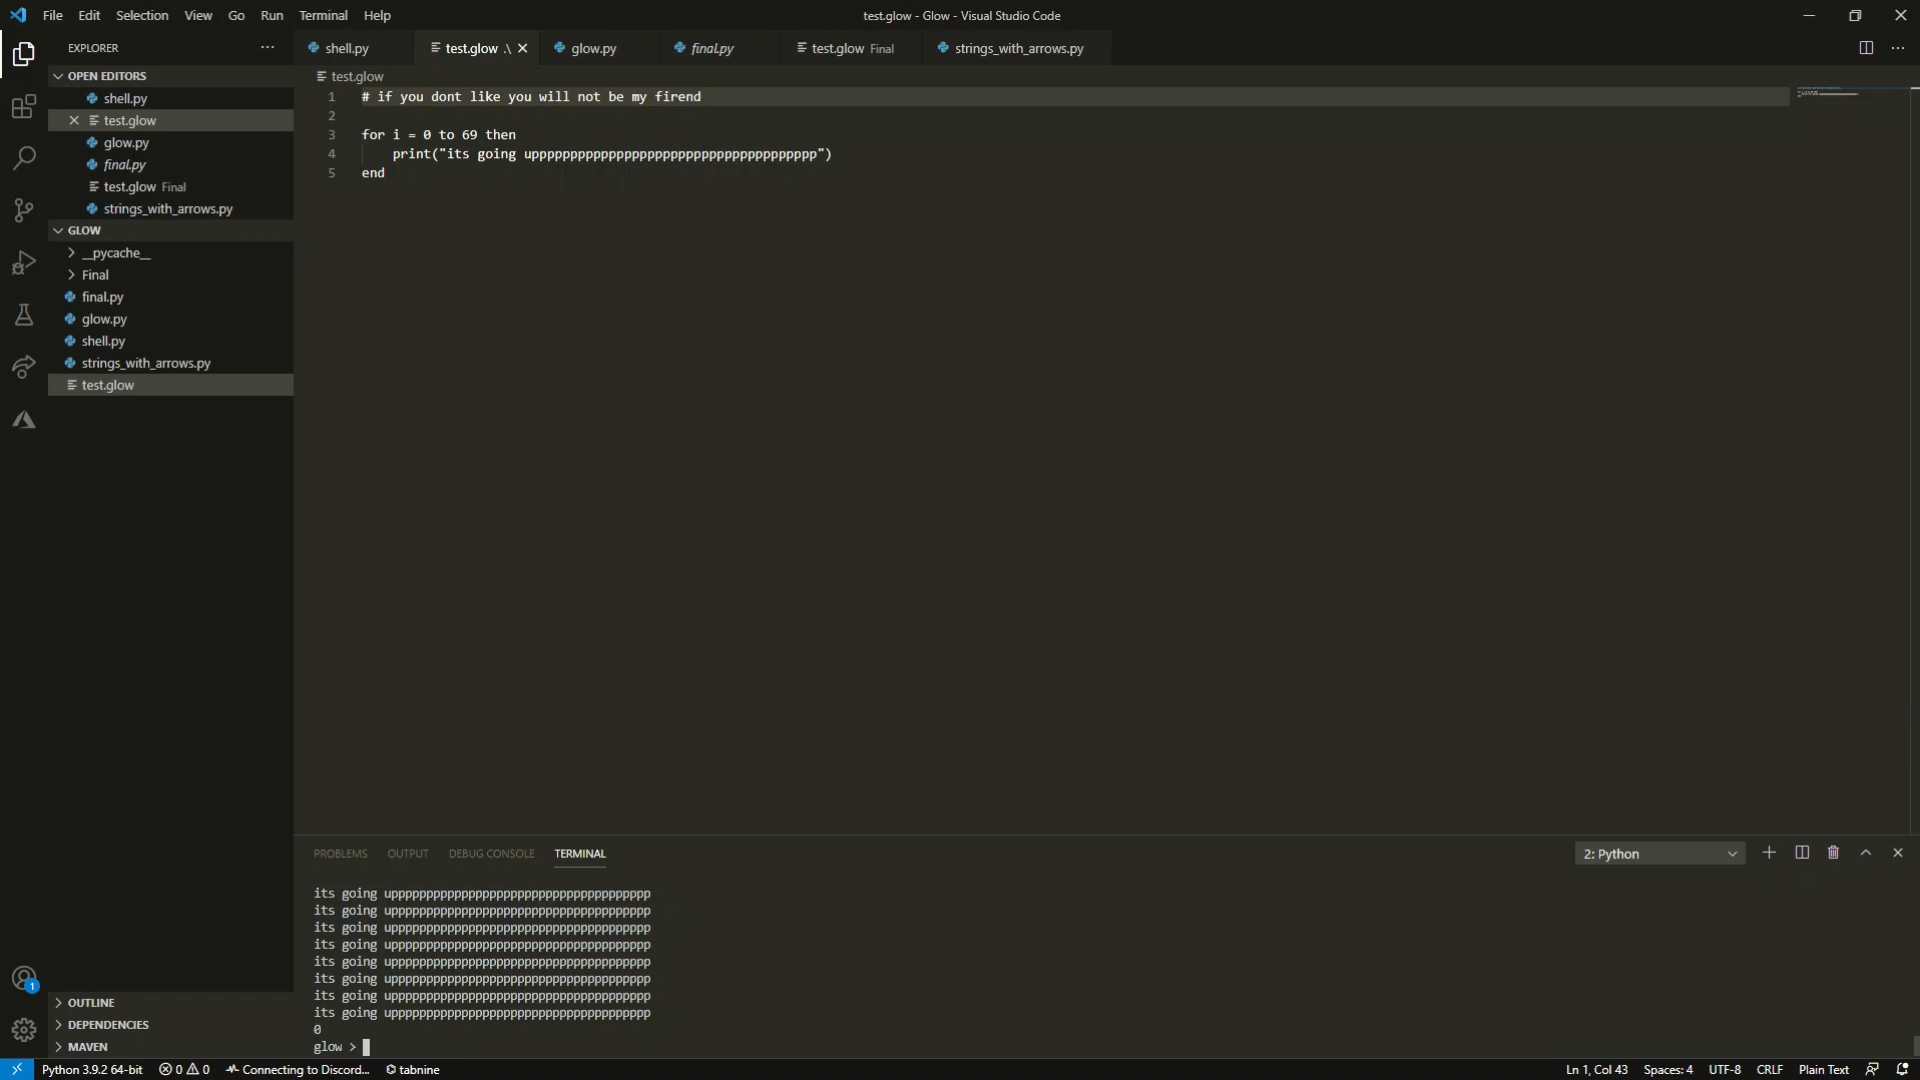 File Edit Selection View Go Run Terminal Help
test.glow - Glow - Visual Studio Code
EXPLORER
shell.py
test.glow .\
glow.py
final.py
test.glow Final
strings_with_arrows.py
OPEN EDITORS
shell.py
test.glow
glow.py
final.py
test.glow Final
strings_with_arrows.py
GLOW
__pycache__
Final
final.py
glow.py
shell.py
strings_with_arrows.py
test.glow
OUTLINE
DEPENDENCIES
MAVEN
1
test.glow
1 # if you dont like you will not be my firend
2
3 for i = 0 to 69 then
4 print("its going uppppppppppppppppppppppppppppppppppppp")
5 end
PROBLEMS OUTPUT DEBUG CONSOLE TERMINAL
2: Python
its going uppppppppppppppppppppppppppppppppppppp
its going uppppppppppppppppppppppppppppppppppppp
its going uppppppppppppppppppppppppppppppppppppp
its going uppppppppppppppppppppppppppppppppppppp
its going uppppppppppppppppppppppppppppppppppppp
its going uppppppppppppppppppppppppppppppppppppp
its going uppppppppppppppppppppppppppppppppppppp
its going uppppppppppppppppppppppppppppppppppppp
0
glow >
Python 3.9.2 64-bit 0 0 Connecting to Discord... tabnine
Ln 1, Col 43 Spaces: 4 UTF-8 CRLF Plain Text